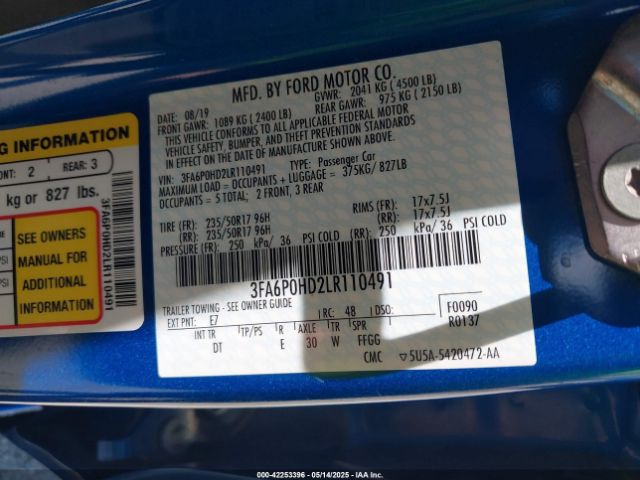 MFD. BY FORD MOTOR CO.
DATE: 08/19 GVWR: 2041 KG (4500 LB)
FRONT GAWR: 1089 KG (2400 LB) REAR GAWR: 975 KG (2150 LB)
THIS VEHICLE CONFORMS TO ALL APPLICABLE FEDERAL MOTOR
VEHICLE SAFETY, BUMPER, AND THEFT PREVENTION STANDARDS
IN EFFECT ON THE DATE OF MANUFACTURE SHOWN ABOVE.
VIN: 3FA6P0HD2LR110491 TYPE: Passenger Car
MAXIMUM LOAD = OCCUPANTS + LUGGAGE = 375KG/ 827LB
OCCUPANTS = 5 TOTAL; 2 FRONT, 3 REAR
TIRE (FR): 235/50R17 96H RIMS (FR): 17x7.5J
(RR): 235/50R17 96H (RR): 17x7.5J
PRESSURE (FR): 250 kPa/ 36 PSI COLD (RR): 250 kPa/ 36 PSI COLD
3FA6P0HD2LR110491
TRAILER TOWING - SEE OWNER GUIDE
EXT PNT: E7 RC: 48 DSO: F0090
R0137
INT TR TP/PS R AXLE TR SPR
DT E 30 W FFGG
CMC ▽5U5A-5420472-AA
G INFORMATION
ONT: 2 REAR: 3
kg or 827 lbs.
SEE OWNERS
MANUAL FOR
ADDITIONAL
INFORMATION
3FA6P0HD2LR110491
000-42253396 - 05/14/2025 - IAAI.COM